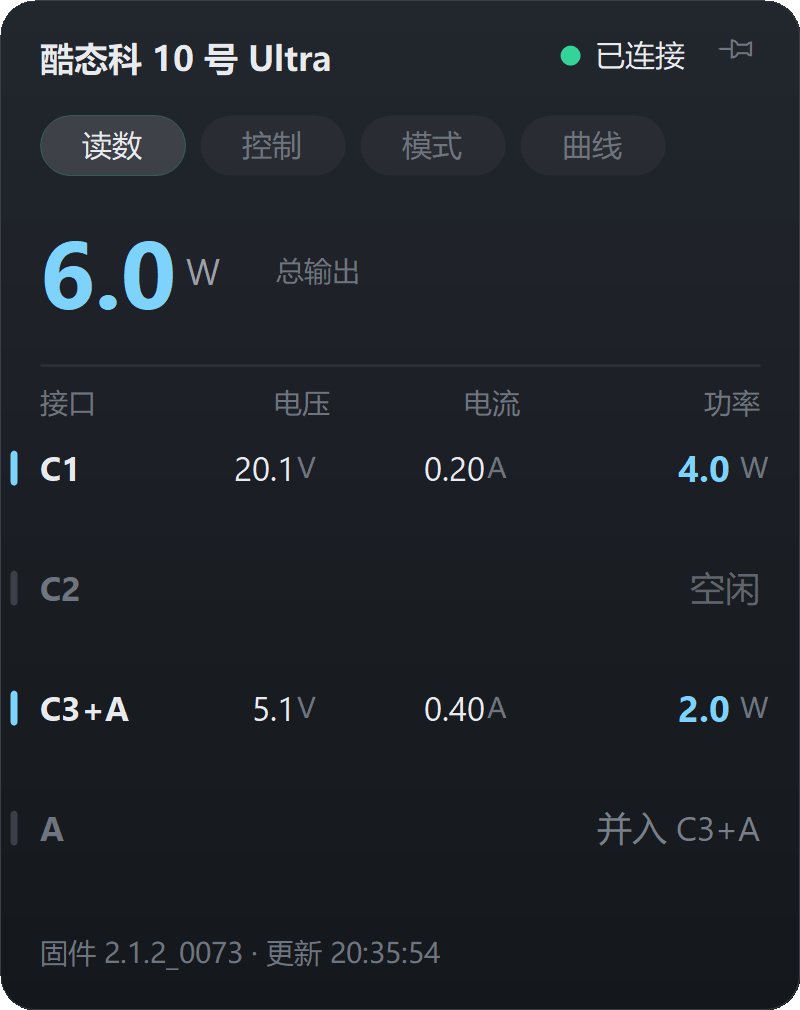 酷态科 10 号 Ultra 已连接
读数 控制 模式 曲线
6.0 W 总输出
接口 电压 电流 功率
C1 20.1V 0.20A 4.0 W
C2 空闲
C3+A 5.1V 0.40A 2.0 W
A 并入 C3+A
固件 2.1.2_0073 · 更新 20:35:54